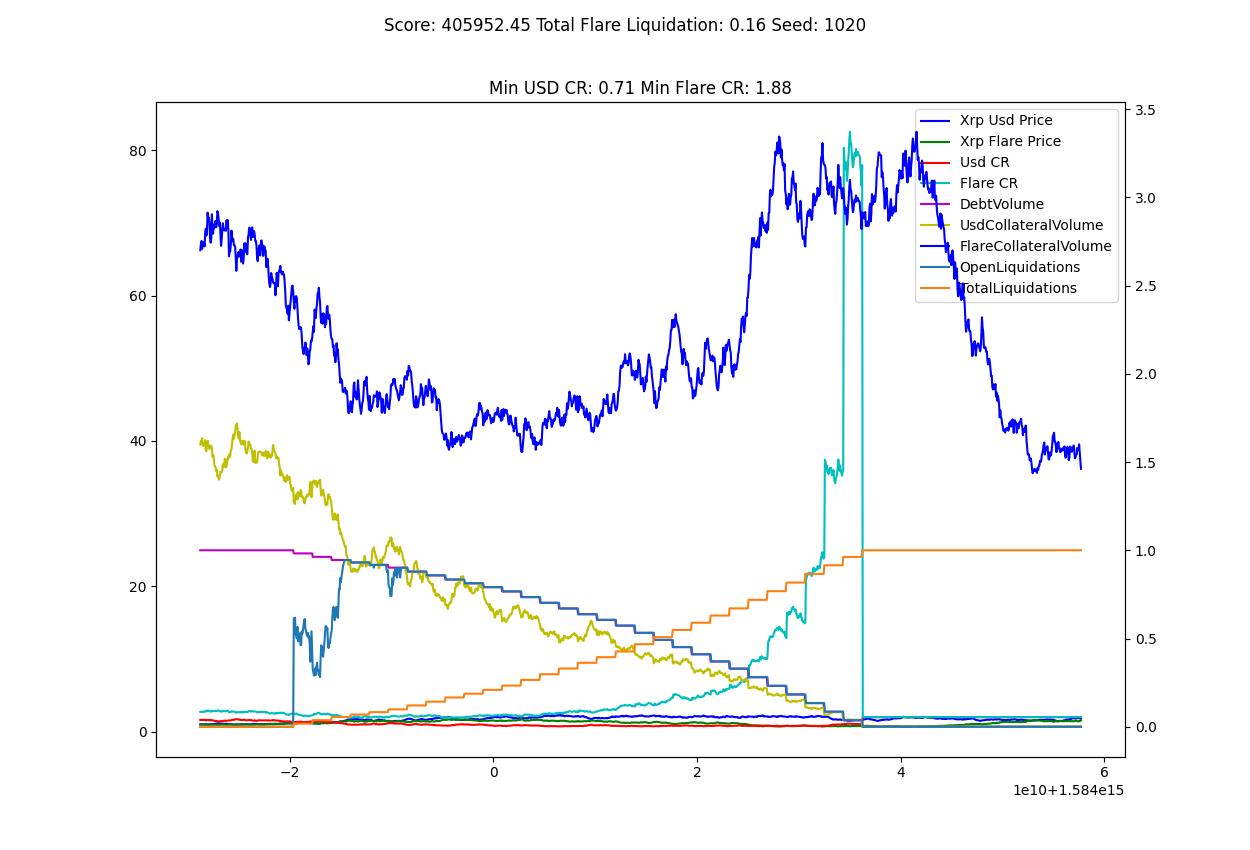 Score: 405952.45 Total Flare Liquidation: 0.16 Seed: 1020
Min USD CR: 0.71 Min Flare CR: 1.88
Xrp Usd Price
Xrp Flare Price
Usd CR
Flare CR
DebtVolume
UsdCollateralVolume
FlareCollateralVolume
OpenLiquidations
TotalLiquidations
80
60
40
20
0
3.5
3.0
2.5
2.0
1.5
1.0
0.5
0.0
−2 0 2 4 6
1e10+1.584e15